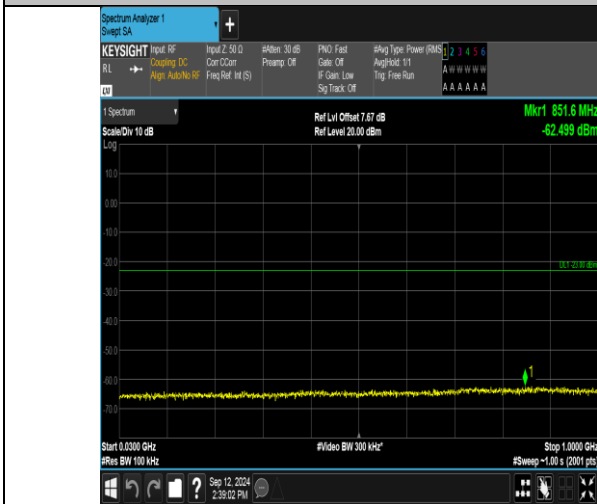 Spectrum Analyzer 1
Swept SA
+
KEYSIGHT
RL
Input: RF
Coupling: DC
Align: Auto/No RF
Input Z: 50 Ω
Corr CCorr
Freq Ref: Int (S)
#Atten: 30 dB
Preamp: Off
PNO: Fast
Gate: Off
IF Gain: Low
Sig Track: Off
#Avg Type: Power (RMS
Avg|Hold: 1/1
Trig: Free Run
1 2 3 4 5 6
A W W W W W
A A A A A A
1 Spectrum
Scale/Div 10 dB
Log
Ref Lvl Offset 7.67 dB
Ref Level 20.00 dBm
Mkr1 851.6 MHz
-62.499 dBm
10.0
0.00
-10.0
-20.0
DL1 -23.00 dBm
-30.0
-40.0
-50.0
1
-60.0
-70.0
Start 0.0300 GHz
#Res BW 100 kHz
#Video BW 300 kHz*
Stop 1.0000 GHz
#Sweep ~1.00 s (2001 pts)
?
Sep 12, 2024
2:39:02 PM